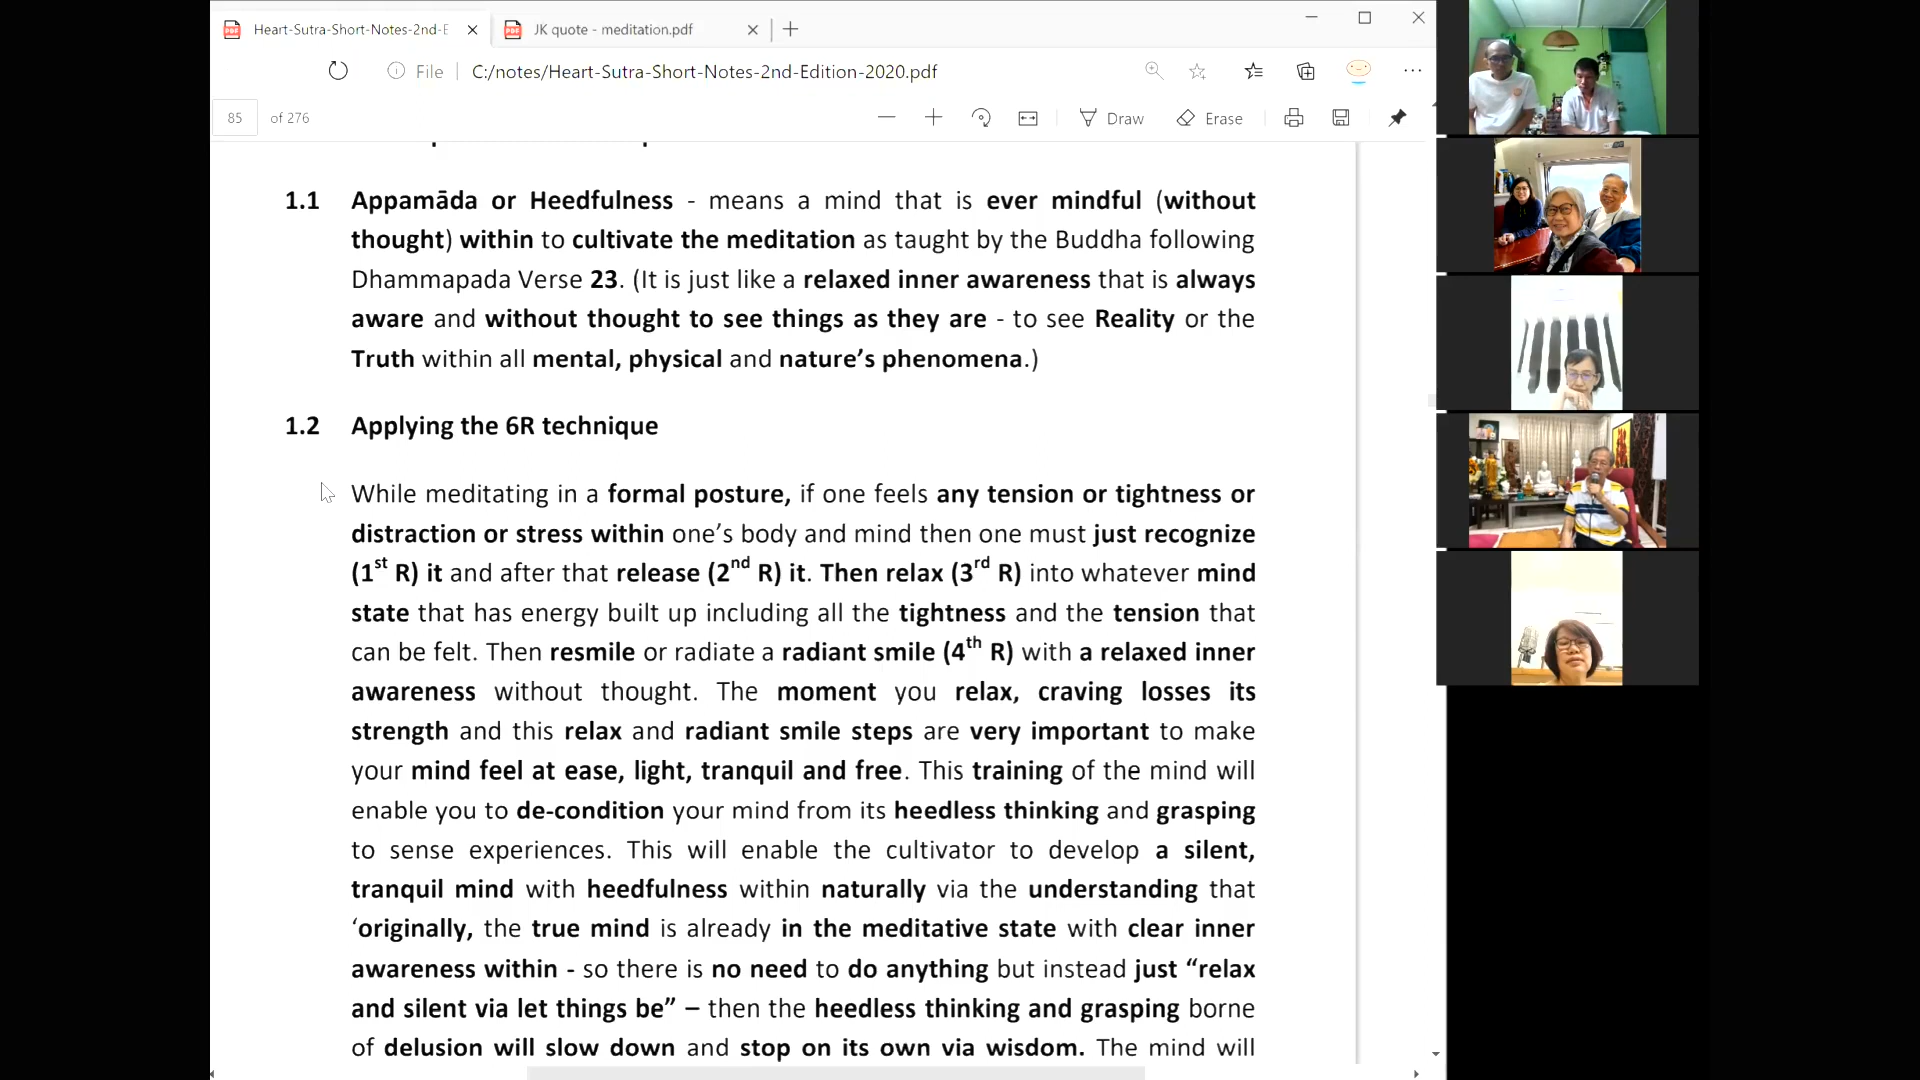 Heart-Sutra-Short-Notes-2nd-E
JK quote - meditation.pdf
File
C:/notes/Heart-Sutra-Short-Notes-2nd-Edition-2020.pdf
85 of 276
Draw
Erase
1.1 Appamāda or Heedfulness - means a mind that is ever mindful (without
thought) within to cultivate the meditation as taught by the Buddha following
Dhammapada Verse 23. (It is just like a relaxed inner awareness that is always
aware and without thought to see things as they are - to see Reality or the
Truth within all mental, physical and nature’s phenomena.)
1.2 Applying the 6R technique
While meditating in a formal posture, if one feels any tension or tightness or
distraction or stress within one’s body and mind then one must just recognize
(1st R) it and after that release (2nd R) it. Then relax (3rd R) into whatever mind
state that has energy built up including all the tightness and the tension that
can be felt. Then resmile or radiate a radiant smile (4th R) with a relaxed inner
awareness without thought. The moment you relax, craving losses its
strength and this relax and radiant smile steps are very important to make
your mind feel at ease, light, tranquil and free. This training of the mind will
enable you to de-condition your mind from its heedless thinking and grasping
to sense experiences. This will enable the cultivator to develop a silent,
tranquil mind with heedfulness within naturally via the understanding that
‘originally, the true mind is already in the meditative state with clear inner
awareness within - so there is no need to do anything but instead just “relax
and silent via let things be” – then the heedless thinking and grasping borne
of delusion will slow down and stop on its own via wisdom. The mind will